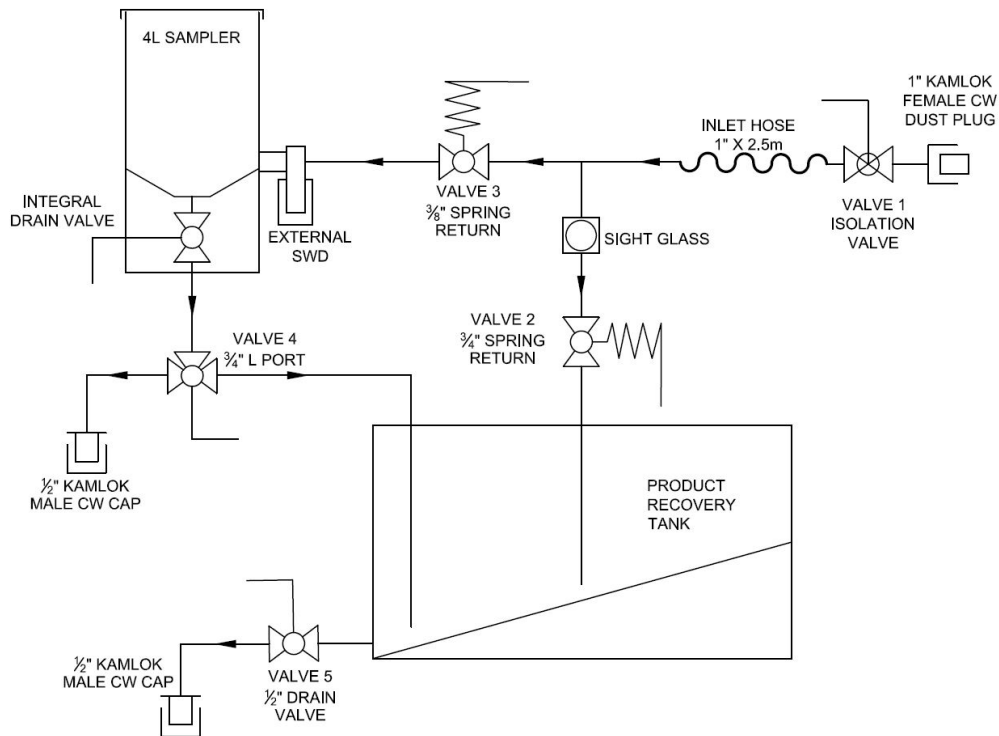 4L SAMPLER
1" KAMLOK
FEMALE CW
DUST PLUG
INLET HOSE
1" X 2.5m
VALVE 3
⅜" SPRING
RETURN
INTEGRAL
DRAIN VALVE
EXTERNAL
SWD
VALVE 1
ISOLATION
VALVE
SIGHT GLASS
VALVE 2
¾" SPRING
RETURN
VALVE 4
¾" L PORT
½" KAMLOK
MALE CW CAP
PRODUCT
RECOVERY
TANK
½" KAMLOK
MALE CW CAP
VALVE 5
½" DRAIN
VALVE